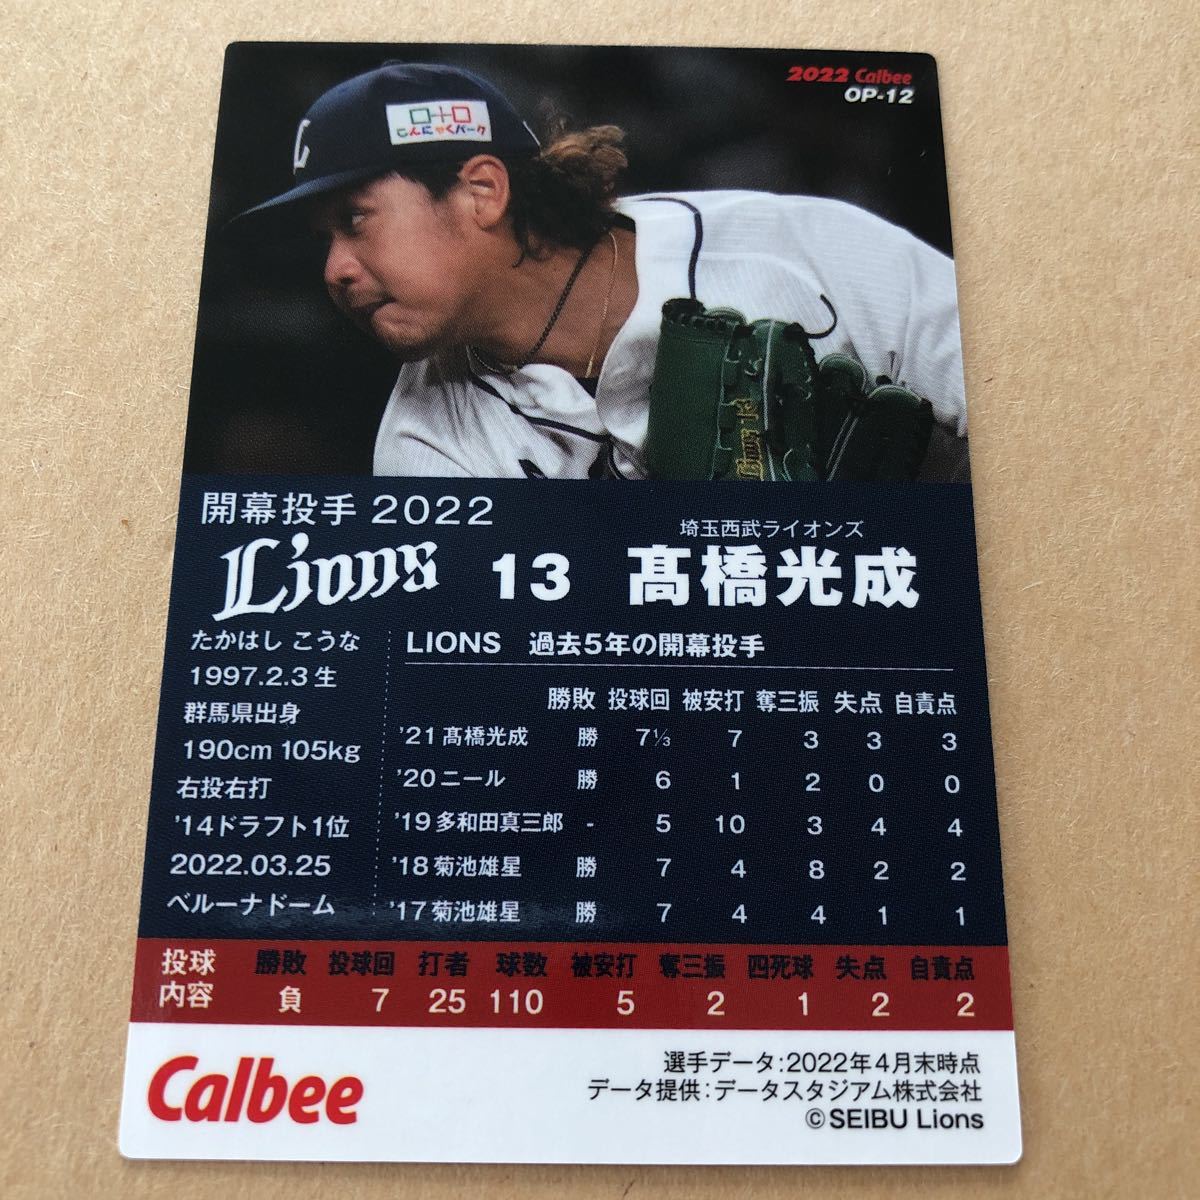 2022 Calbee
OP-12
こんにゃくパーク
Lions 13
開幕投手 2022
埼玉西武ライオンズ
Lions 13 髙橋光成
たかはし こうな
1997.2.3 生
群馬県出身
190cm 105kg
右投右打
'14ドラフト1位
2022.03.25
ベルーナドーム
LIONS 過去5年の開幕投手
勝敗 投球回 被安打 奪三振 失点 自責点
'21 髙橋光成 勝 7⅓ 7 3 3 3
'20 ニール 勝 6 1 2 0 0
'19 多和田真三郎 - 5 10 3 4 4
'18 菊池雄星 勝 7 4 8 2 2
'17 菊池雄星 勝 7 4 4 1 1
投球内容 勝敗 投球回 打者 球数 被安打 奪三振 四死球 失点 自責点
負 7 25 110 5 2 1 2 2
Calbee
選手データ:2022年4月末時点
データ提供:データスタジアム株式会社
©SEIBU Lions